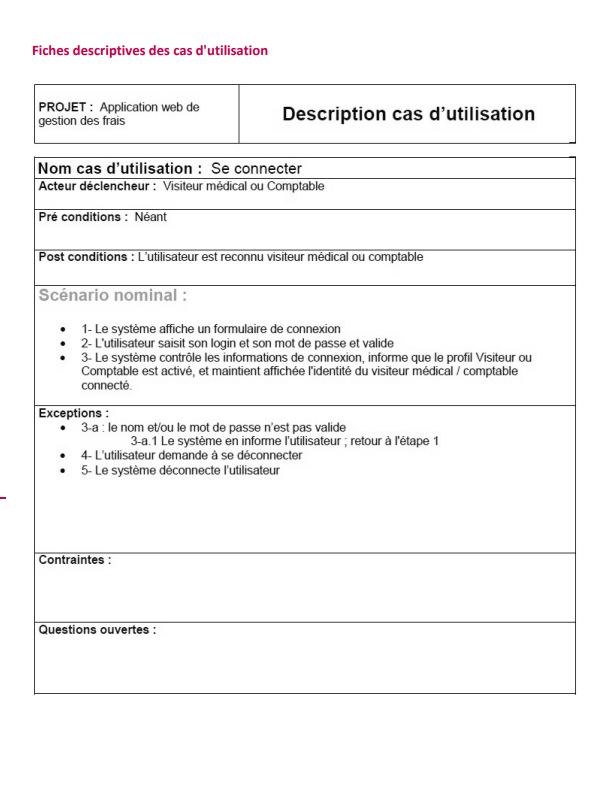 Fiches descriptives des cas d'utilisation
PROJET : Application web de
gestion des frais
Description cas d'utilisation
Nom cas d'utilisation : Se connecter
Acteur déclencheur : Visiteur médical ou Comptable
Pré conditions : Néant
Post conditions : L'utilisateur est reconnu visiteur médical ou comptable
Scénario nominal :
• 1- Le système affiche un formulaire de connexion
• 2- L'utilisateur saisit son login et son mot de passe et valide
• 3- Le système contrôle les informations de connexion, informe que le profil Visiteur ou
Comptable est activé, et maintient affichée l'identité du visiteur médical / comptable
connecté.
Exceptions :
• 3-a : le nom et/ou le mot de passe n'est pas valide
3-a.1 Le système en informe l'utilisateur ; retour à l'étape 1
• 4- L'utilisateur demande à se déconnecter
• 5- Le système déconnecte l'utilisateur
Contraintes :
Questions ouvertes :